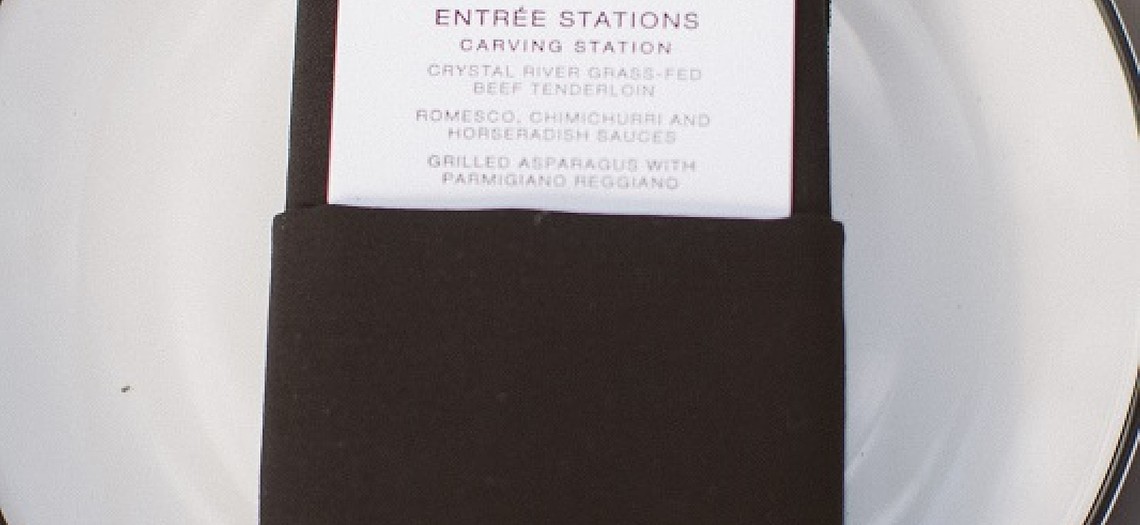 ENTRÉE STATIONS
CARVING STATION
CRYSTAL RIVER GRASS-FED
BEEF TENDERLOIN
ROMESCO, CHIMICHURRI AND
HORSERADISH SAUCES
GRILLED ASPARAGUS WITH
PARMIGIANO REGGIANO